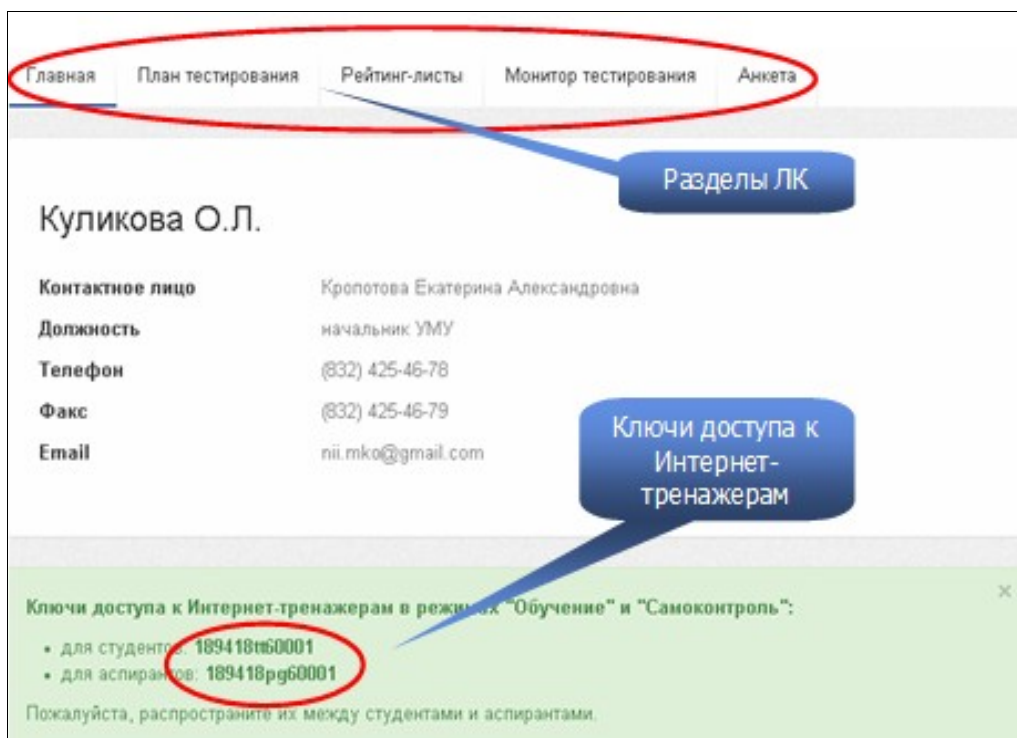 Главная План тестирования Рейтинг-листы Монитор тестирования Анкета
Разделы ЛК
Куликова О.Л.
Контактное лицо Кропотова Екатерина Александровна
Должность начальник УМУ
Телефон (832) 425-46-78
Факс (832) 425-46-79
Email nii.mko@gmail.com
Ключи доступа к
Интернет-
тренажерам
Ключи доступа к Интернет-тренажерам в режимах "Обучение" и "Самоконтроль":
• для студентов: 189418tt60001
• для аспирантов: 189418pg60001
Пожалуйста, распространите их между студентами и аспирантами.